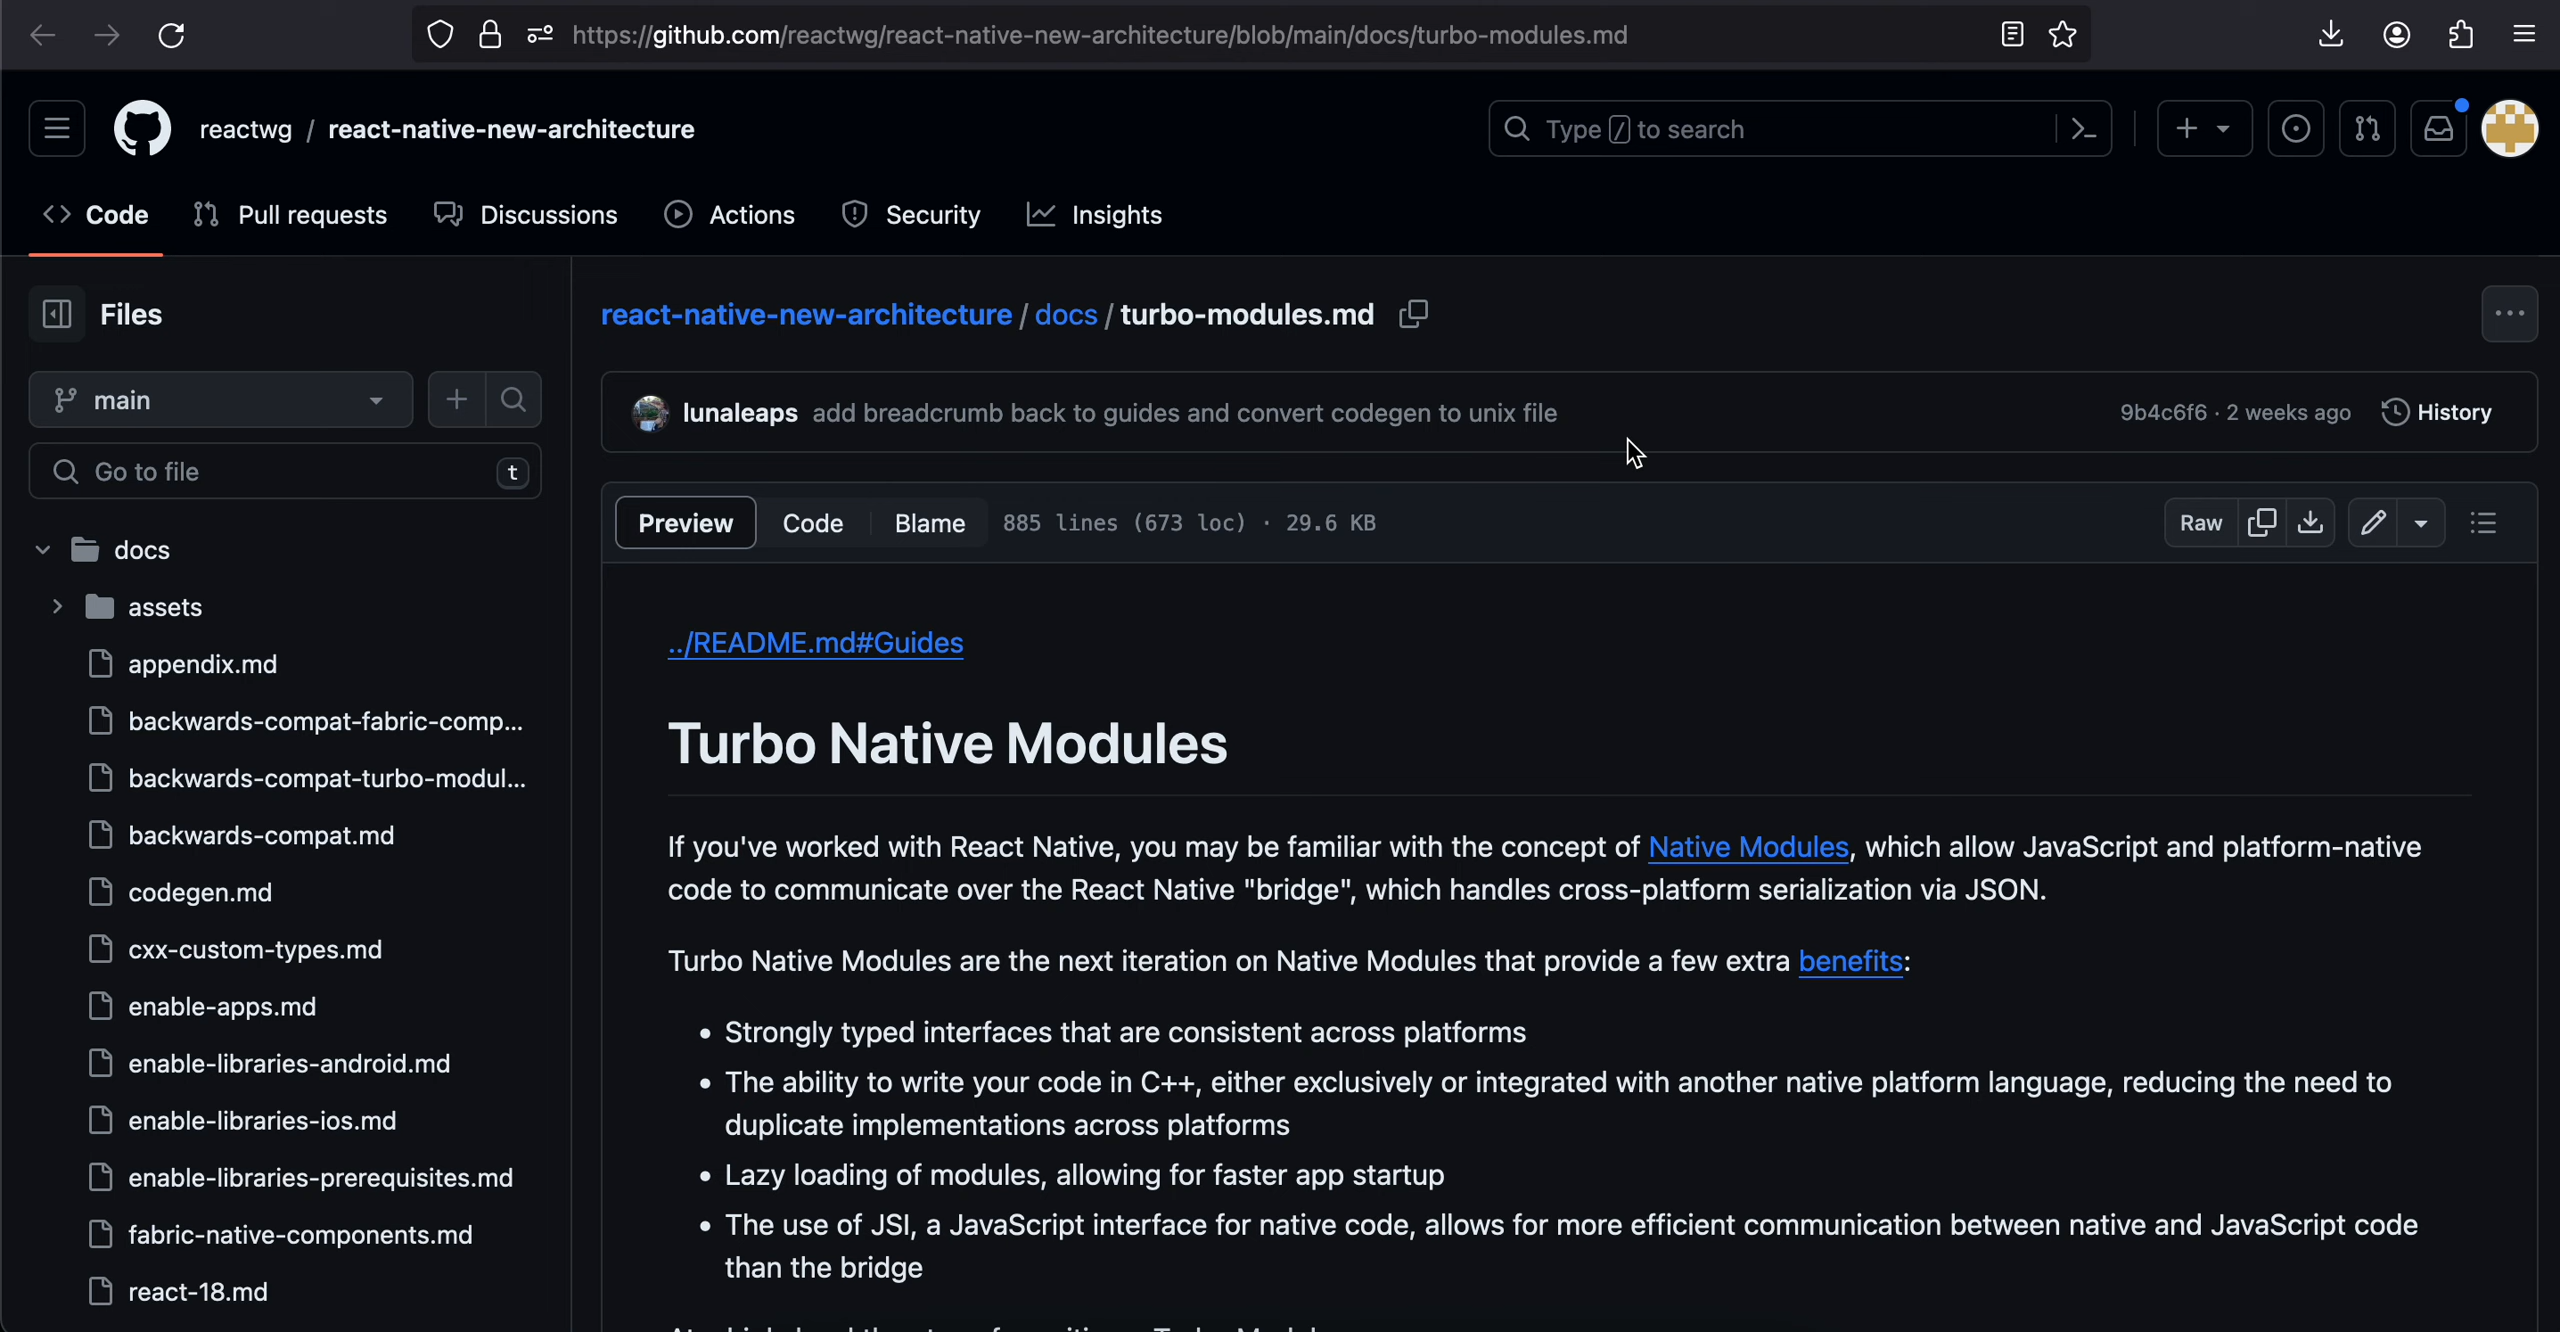 https://github.com/reactwg/react-native-new-architecture/blob/main/docs/turbo-modules.md
reactwg / react-native-new-architecture
Type / to search
Code
Pull requests
Discussions
Actions
Security
Insights
Files
main
Go to file
t
docs
assets
appendix.md
backwards-compat-fabric-comp...
backwards-compat-turbo-modul...
backwards-compat.md
codegen.md
cxx-custom-types.md
enable-apps.md
enable-libraries-android.md
enable-libraries-ios.md
enable-libraries-prerequisites.md
fabric-native-components.md
react-18.md
react-native-new-architecture / docs / turbo-modules.md
lunaleaps add breadcrumb back to guides and convert codegen to unix file
9b4c6f6 · 2 weeks ago
History
Preview
Code
Blame
885 lines (673 loc) · 29.6 KB
Raw
../README.md#Guides
Turbo Native Modules
If you've worked with React Native, you may be familiar with the concept of Native Modules, which allow JavaScript and platform-native
code to communicate over the React Native "bridge", which handles cross-platform serialization via JSON.
Turbo Native Modules are the next iteration on Native Modules that provide a few extra benefits:
• Strongly typed interfaces that are consistent across platforms
• The ability to write your code in C++, either exclusively or integrated with another native platform language, reducing the need to
duplicate implementations across platforms
• Lazy loading of modules, allowing for faster app startup
• The use of JSI, a JavaScript interface for native code, allows for more efficient communication between native and JavaScript code
than the bridge